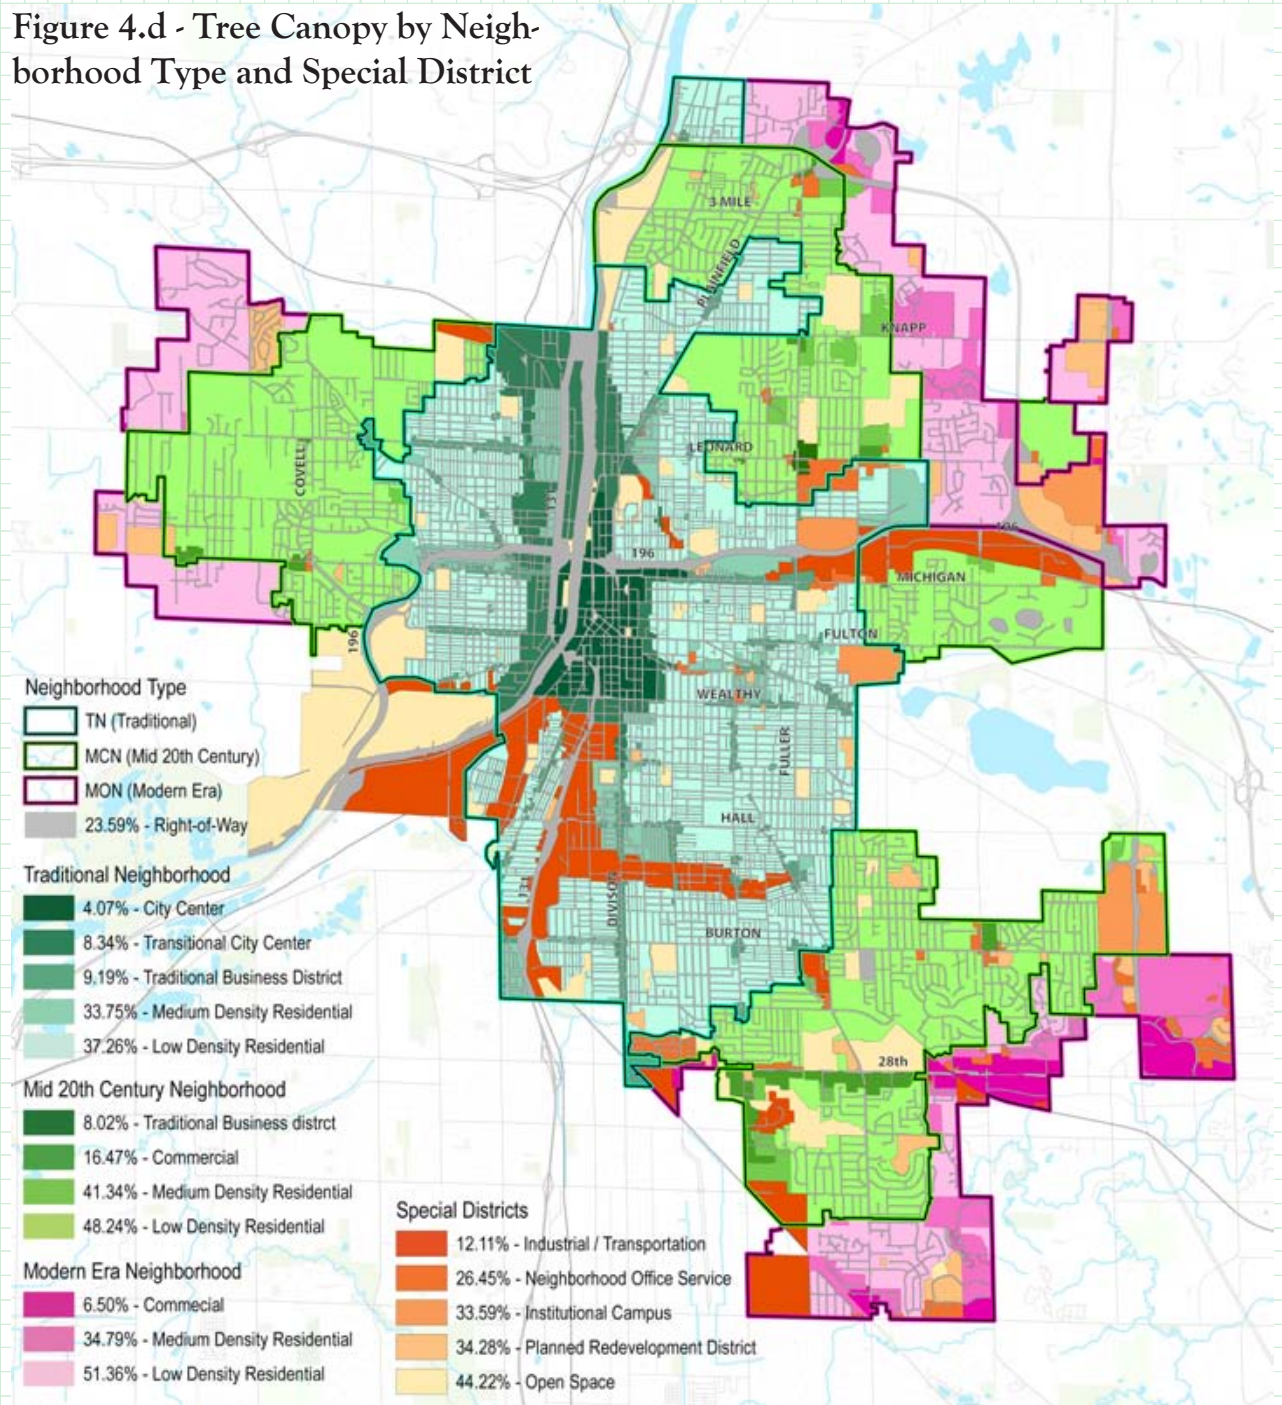 Figure 4.d - Tree Canopy by Neigh-
borhood Type and Special District
3 MILE
PLAINFIELD
KNAPP
COVELL
LEONARD
131
196
196
MICHIGAN
FULTON
196
WEALTHY
FULLER
HALL
131
DIVISON
BURTON
28th
Neighborhood Type
TN (Traditional)
MCN (Mid 20th Century)
MON (Modern Era)
23.59% - Right-of-Way
Traditional Neighborhood
4.07% - City Center
8.34% - Transitional City Center
9.19% - Traditional Business District
33.75% - Medium Density Residential
37.26% - Low Density Residential
Mid 20th Century Neighborhood
8.02% - Traditional Business distrct
16.47% - Commercial
41.34% - Medium Density Residential
48.24% - Low Density Residential
Modern Era Neighborhood
6.50% - Commecial
34.79% - Medium Density Residential
51.36% - Low Density Residential
Special Districts
12.11% - Industrial / Transportation
26.45% - Neighborhood Office Service
33.59% - Institutional Campus
34.28% - Planned Redevelopment District
44.22% - Open Space